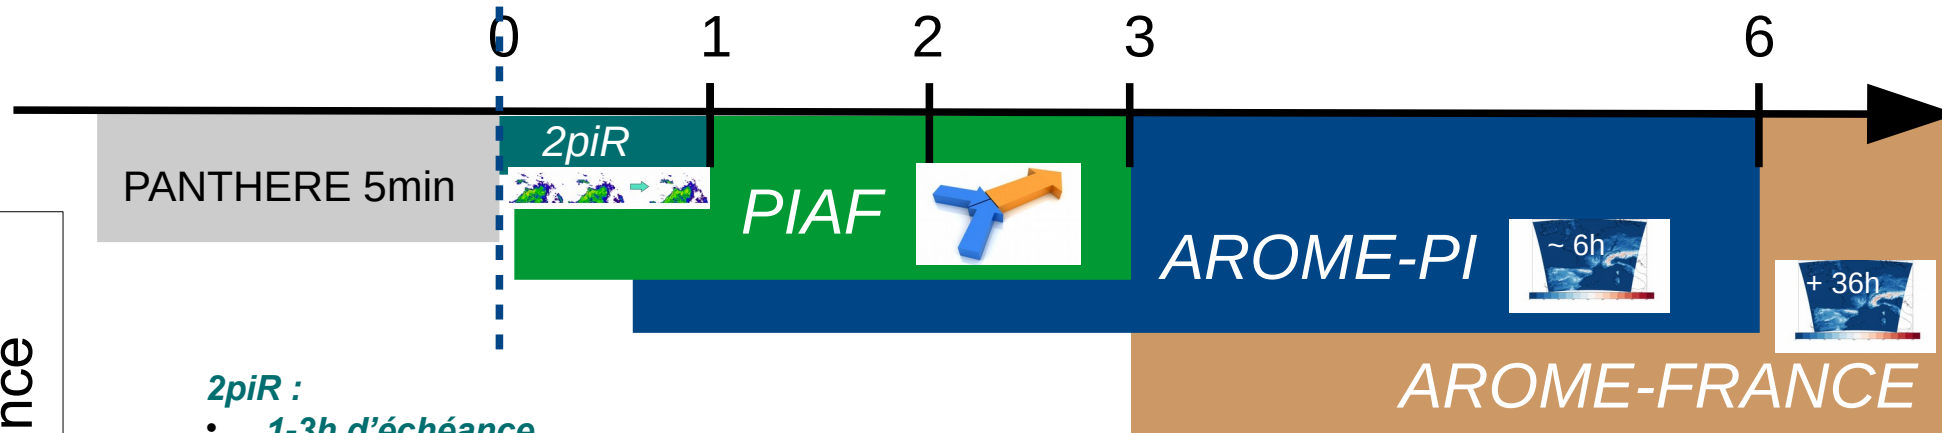 0 1 2 3 6
2piR
PANTHERE 5min
PIAF
AROME-PI
~ 6h
+ 36h
AROME-FRANCE
nce
2piR :
• 1-3h d’échéance